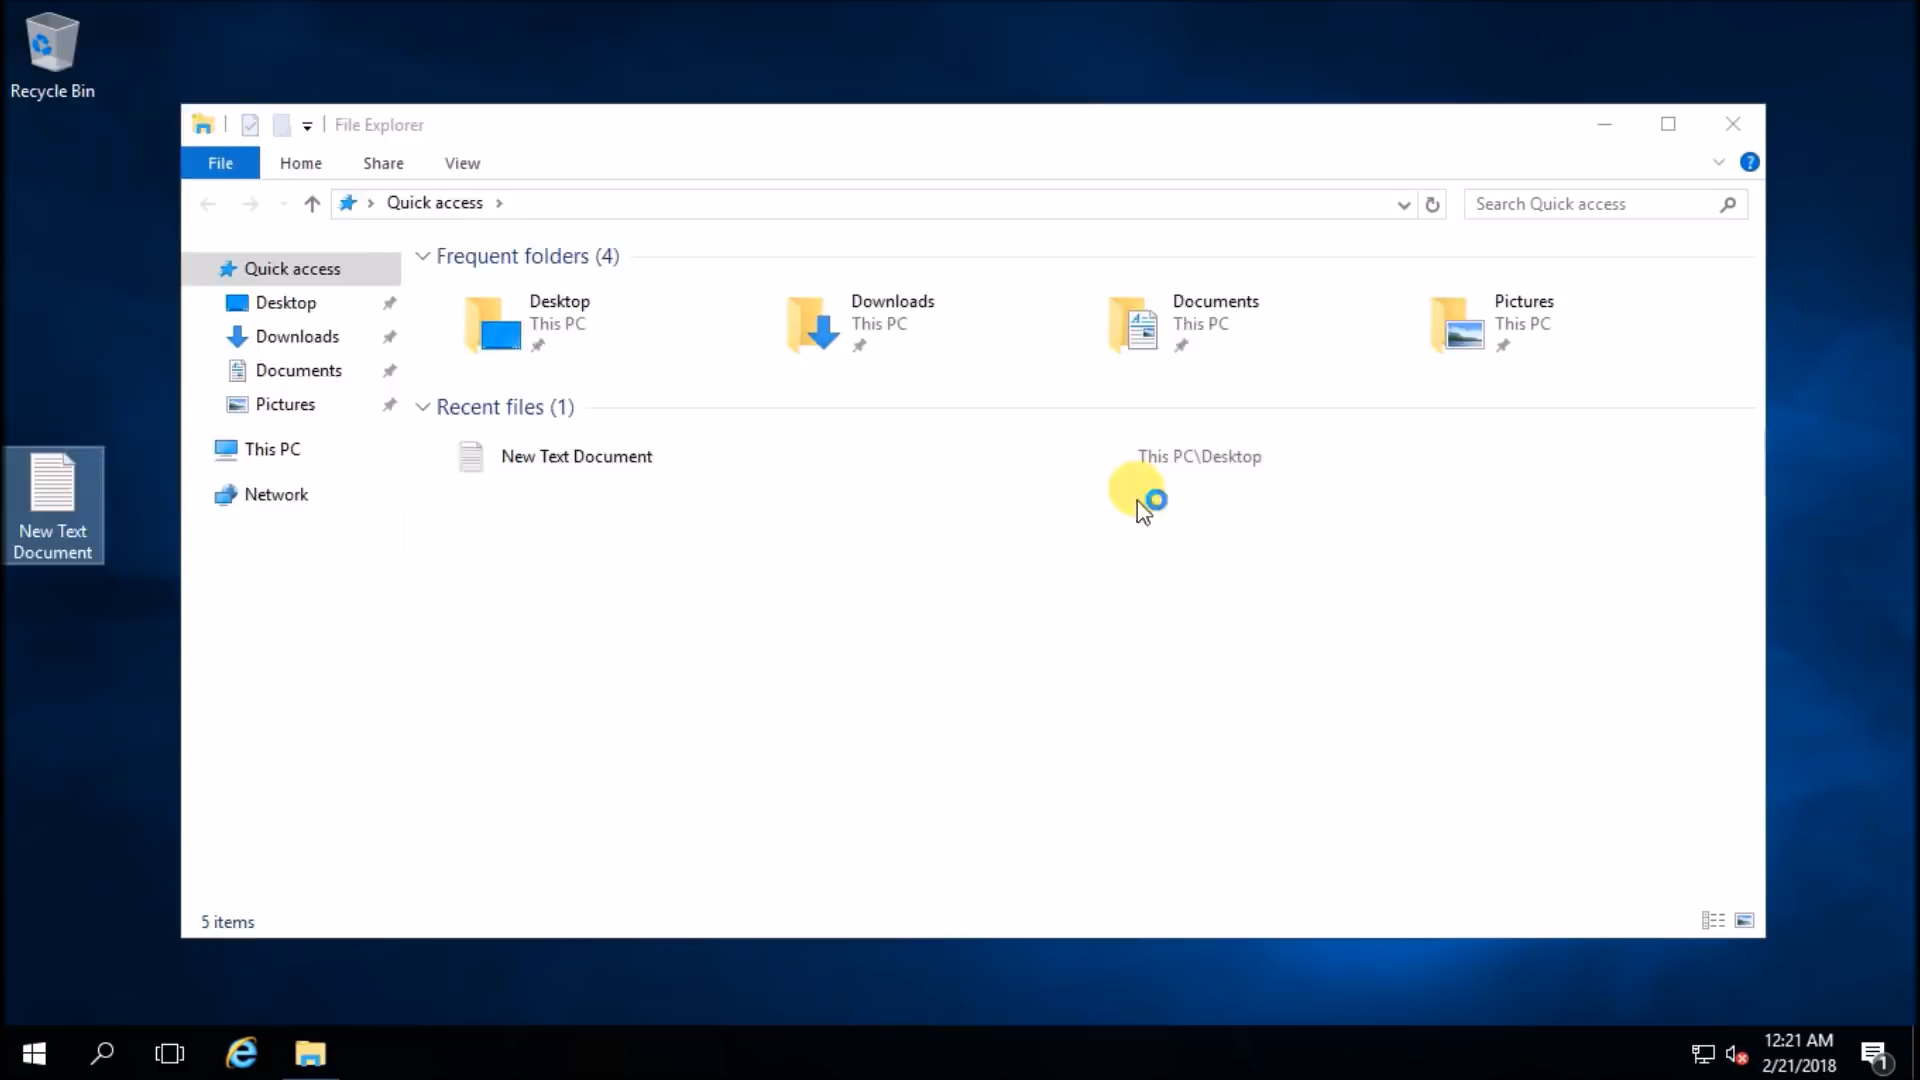 Recycle Bin
File Explorer
File Home Share View
?
Quick access
Search Quick access
Quick access
Desktop
Downloads
Documents
Pictures
This PC
Network
Frequent folders (4)
Desktop
This PC
Downloads
This PC
Documents
This PC
Pictures
This PC
Recent files (1)
New Text Document This PC\Desktop
New Text
Document
5 items
12:21 AM
2/21/2018
1